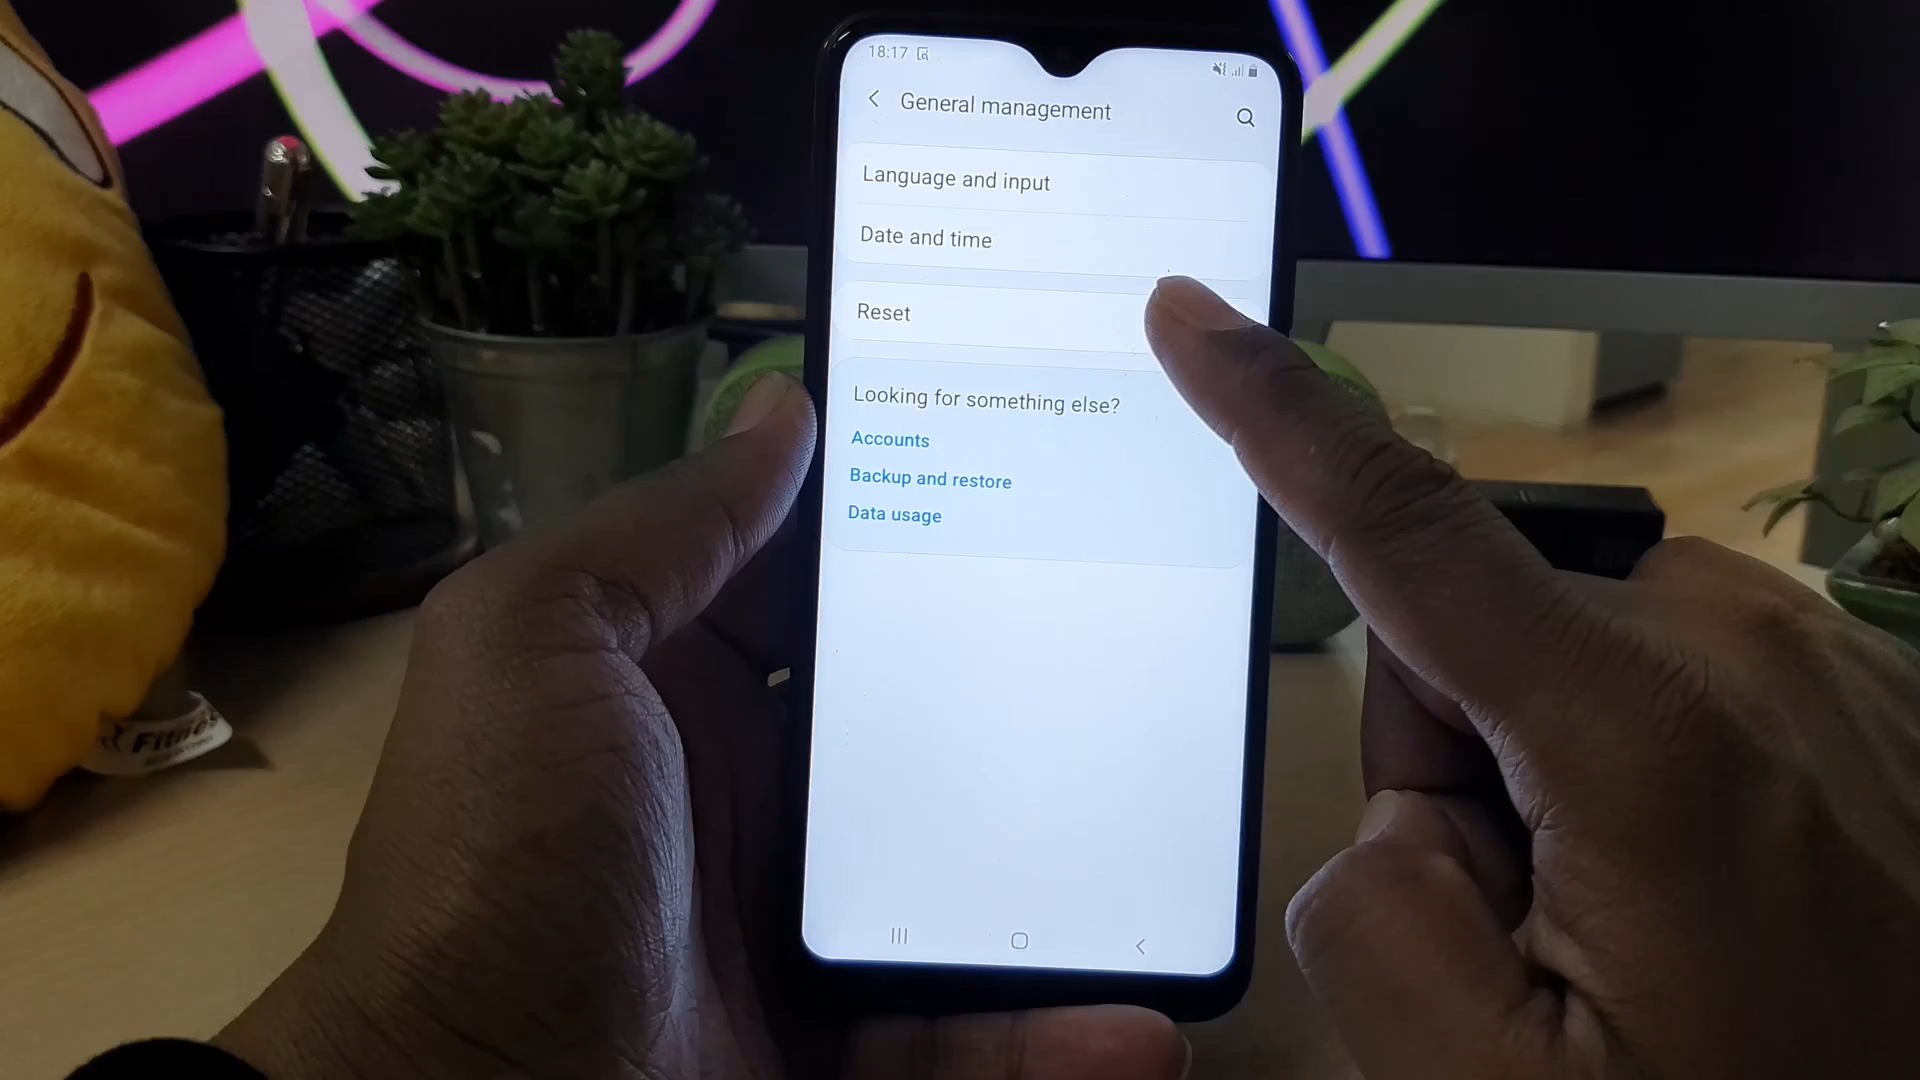 18:17
General management
Language and input
Date and time
Reset
Looking for something else?
Accounts
Backup and restore
Data usage